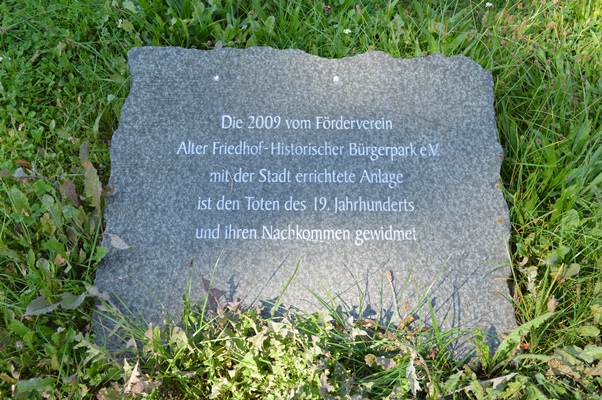 Die 2009 vom Förderverein
Alter Friedhof-Historischer Bürgerpark e.V.
mit der Stadt errichtete Anlage
ist den Toten des 19. Jahrhunderts
und ihren Nachkommen gewidmet